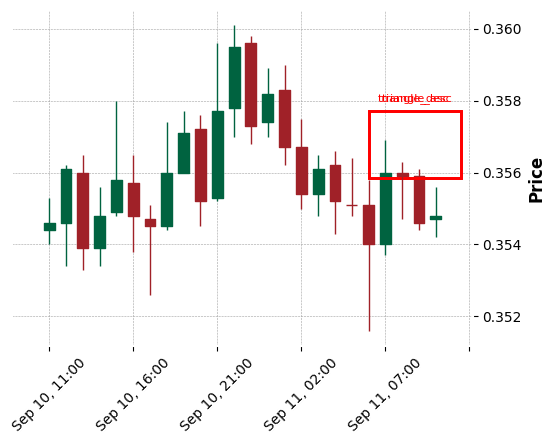 0.360
0.358
0.356
0.354
0.352
Price
Sep 10, 11:00
Sep 10, 16:00
Sep 10, 21:00
Sep 11, 02:00
Sep 11, 07:00